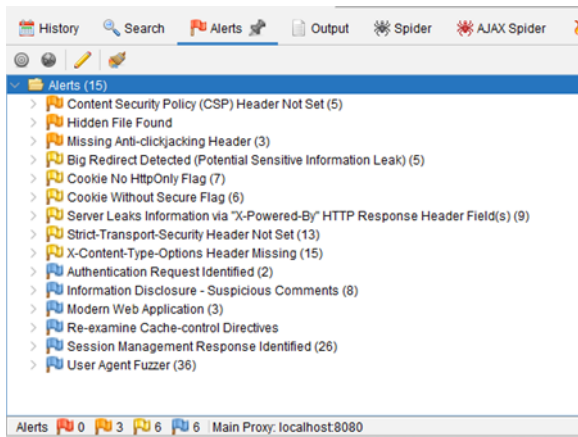 History Search Alerts Output Spider AJAX Spider
Alerts (15)
Content Security Policy (CSP) Header Not Set (5)
Hidden File Found
Missing Anti-clickjacking Header (3)
Big Redirect Detected (Potential Sensitive Information Leak) (5)
Cookie No HttpOnly Flag (7)
Cookie Without Secure Flag (6)
Server Leaks Information via "X-Powered-By" HTTP Response Header Field(s) (9)
Strict-Transport-Security Header Not Set (13)
X-Content-Type-Options Header Missing (15)
Authentication Request Identified (2)
Information Disclosure - Suspicious Comments (8)
Modern Web Application (3)
Re-examine Cache-control Directives
Session Management Response Identified (26)
User Agent Fuzzer (36)
Alerts 0 3 6 6 Main Proxy: localhost:8080